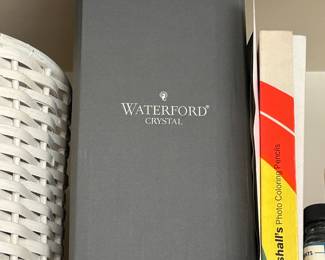 WATERFORD®
CRYSTAL
shall's Photo Coloring Pencils